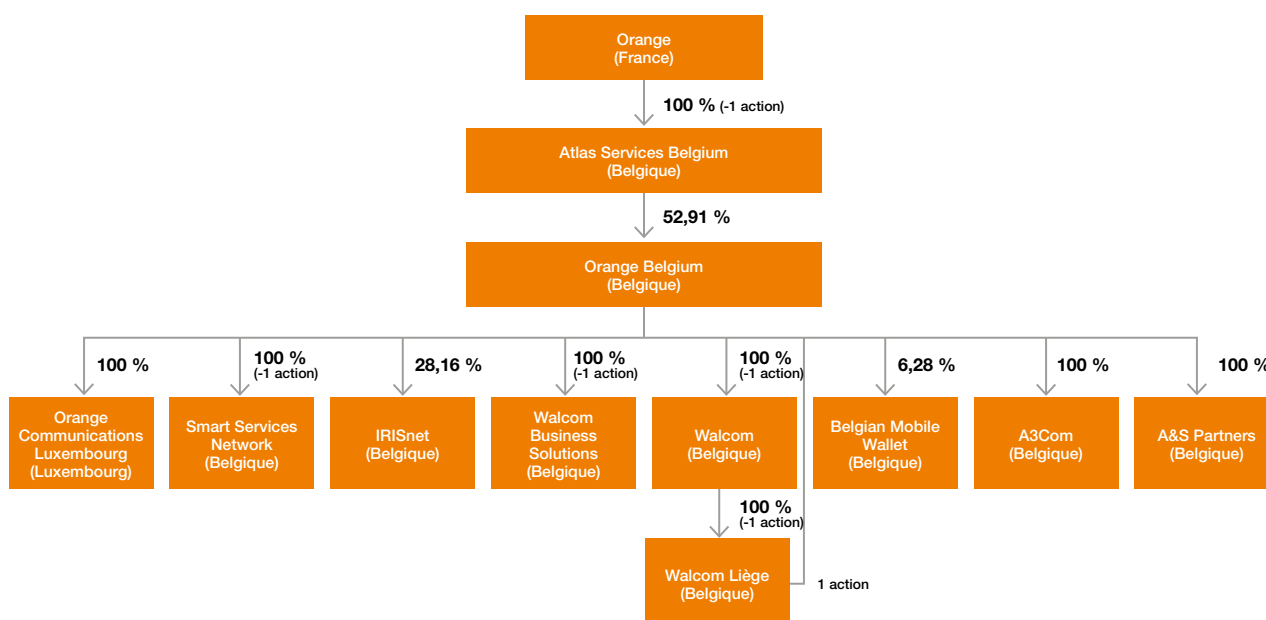 Orange
(France)
100 % (-1 action)
Atlas Services Belgium
(Belgique)
52,91 %
Orange Belgium
(Belgique)
100 %
100 %
(-1 action)
28,16 %
100 %
(-1 action)
100 %
(-1 action)
6,28 %
100 %
100 %
Orange
Communications
Luxembourg
(Luxembourg)
Smart Services
Network
(Belgique)
IRISnet
(Belgique)
Walcom
Business
Solutions
(Belgique)
Walcom
(Belgique)
Belgian Mobile
Wallet
(Belgique)
A3Com
(Belgique)
A&S Partners
(Belgique)
100 %
(-1 action)
Walcom Liège
(Belgique)
1 action